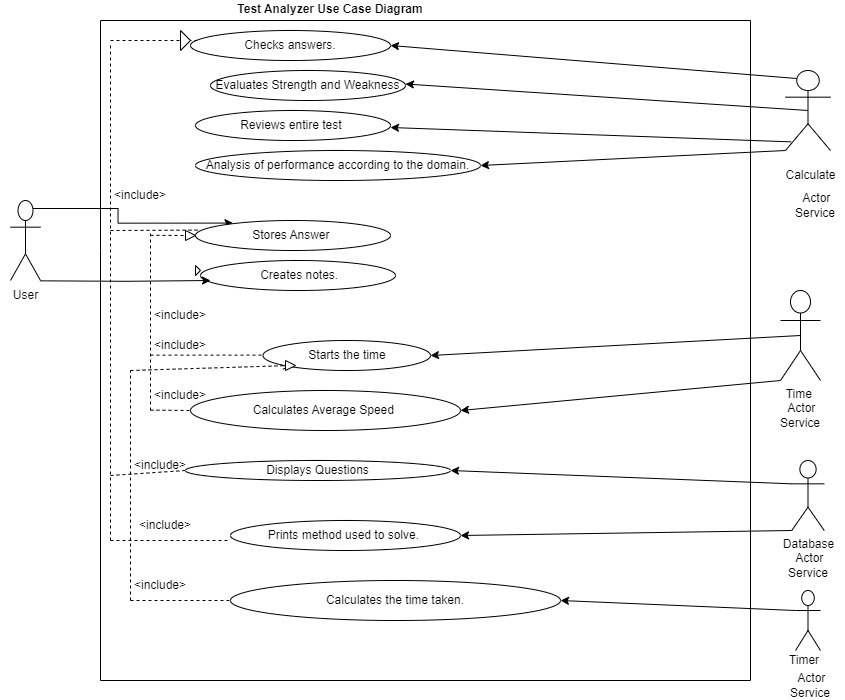 Test Analyzer Use Case Diagram
Checks answers.
Evaluates Strength and Weakness
Reviews entire test
Analysis of performance according to the domain.
Calculate
Actor
Service
<include>
Stores Answer
Creates notes.
User
<include>
<include>
Starts the time
<include>
Calculates Average Speed
Time
Actor
Service
<include>
Displays Questions
<include>
Prints method used to solve.
Database
Actor
Service
<include>
Calculates the time taken.
Timer
Actor
Service